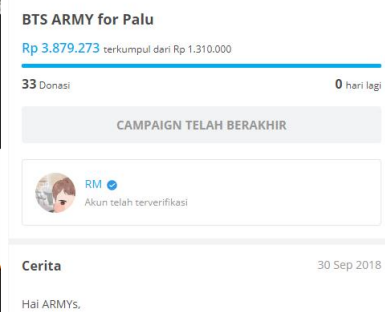 BTS ARMY for Palu
Rp 3.879.273 terkumpul dari Rp 1.310.000
33 Donasi 0 hari lagi
CAMPAIGN TELAH BERAKHIR
RM
Akun telah terverifikasi
Cerita 30 Sep 2018
Hai ARMYs,